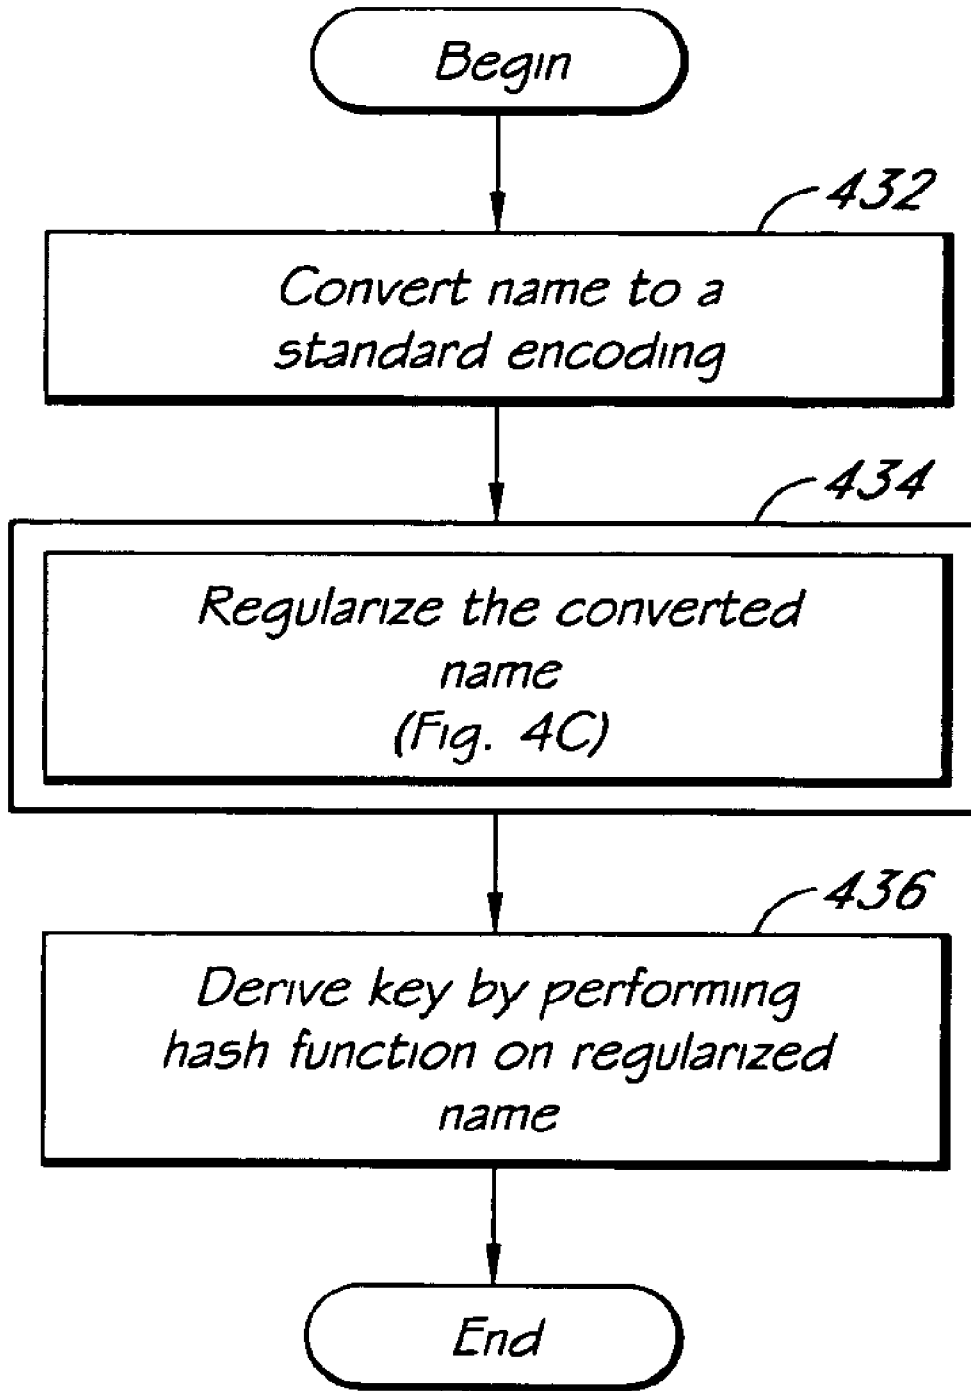 Begin
432
Convert name to a
standard encoding
434
Regularize the converted
name
(Fig. 4C)
436
Derive key by performing
hash function on regularized
name
End